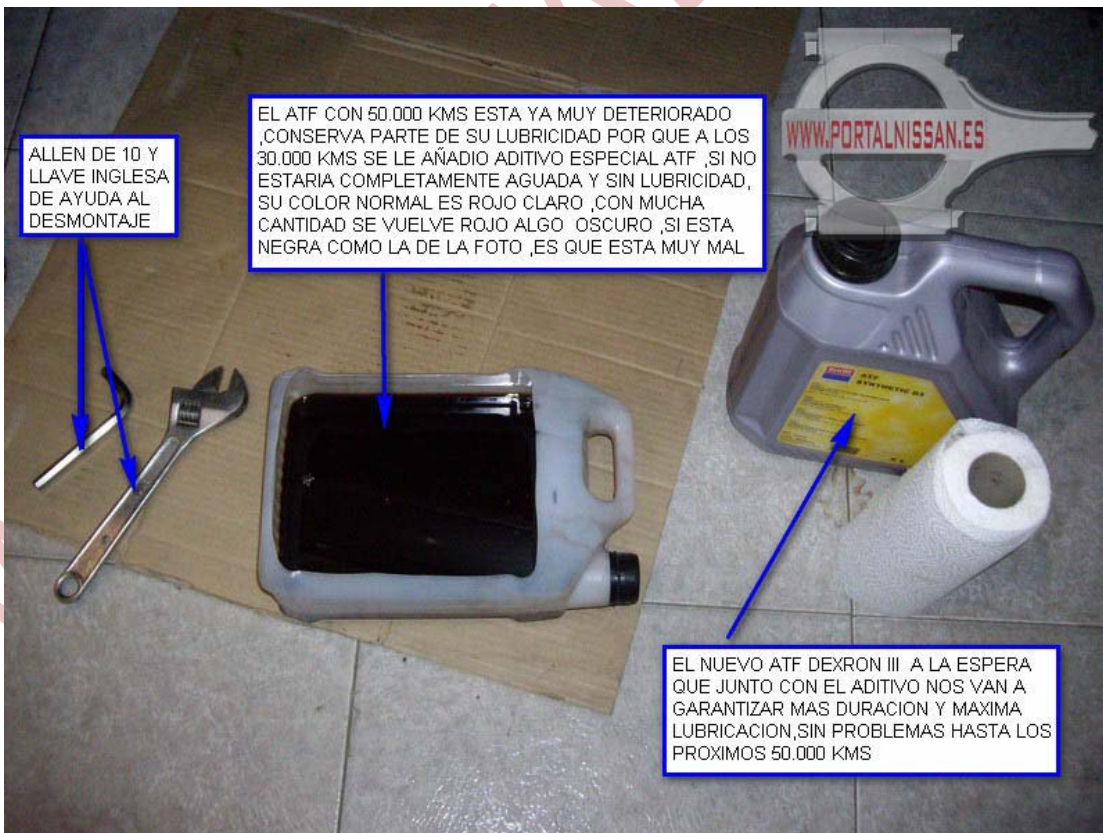 EL ATF CON 50.000 KMS ESTA YA MUY DETERIORADO
,CONSERVA PARTE DE SU LUBRICIDAD POR QUE A LOS
30.000 KMS SE LE AÑADIO ADITIVO ESPECIAL ATF ,SI NO
ESTARIA COMPLETAMENTE AGUADA Y SIN LUBRICIDAD,
SU COLOR NORMAL ES ROJO CLARO ,CON MUCHA
CANTIDAD SE VUELVE ROJO ALGO OSCURO ,SI ESTA
NEGRA COMO LA DE LA FOTO ,ES QUE ESTA MUY MAL
ALLEN DE 10 Y
LLAVE INGLESA
DE AYUDA AL
DESMONTAJE
WWW.PORTALNISSAN.ES
ATF
SYNTHETIC
EL NUEVO ATF DEXRON III A LA ESPERA
QUE JUNTO CON EL ADITIVO NOS VAN A
GARANTIZAR MAS DURACION Y MAXIMA
LUBRICACION,SIN PROBLEMAS HASTA LOS
PROXIMOS 50.000 KMS